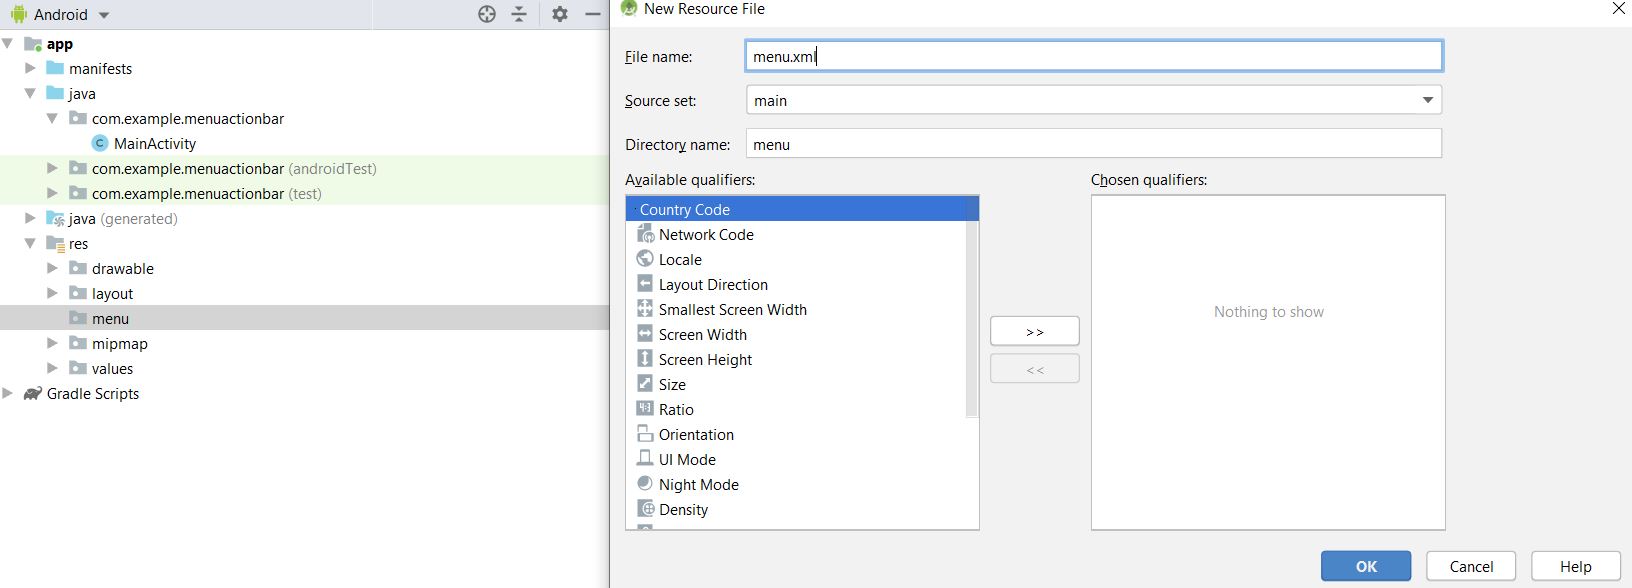 Android
app
manifests
java
com.example.menuactionbar
C MainActivity
com.example.menuactionbar (androidTest)
com.example.menuactionbar (test)
java (generated)
res
drawable
layout
menu
mipmap
values
Gradle Scripts
New Resource File
File name: menu.xml
Source set: main
Directory name: menu
Available qualifiers:
Country Code
Network Code
Locale
Layout Direction
Smallest Screen Width
Screen Width
Screen Height
Size
Ratio
Orientation
UI Mode
Night Mode
Density
>>
<<
Chosen qualifiers:
Nothing to show
OK Cancel Help